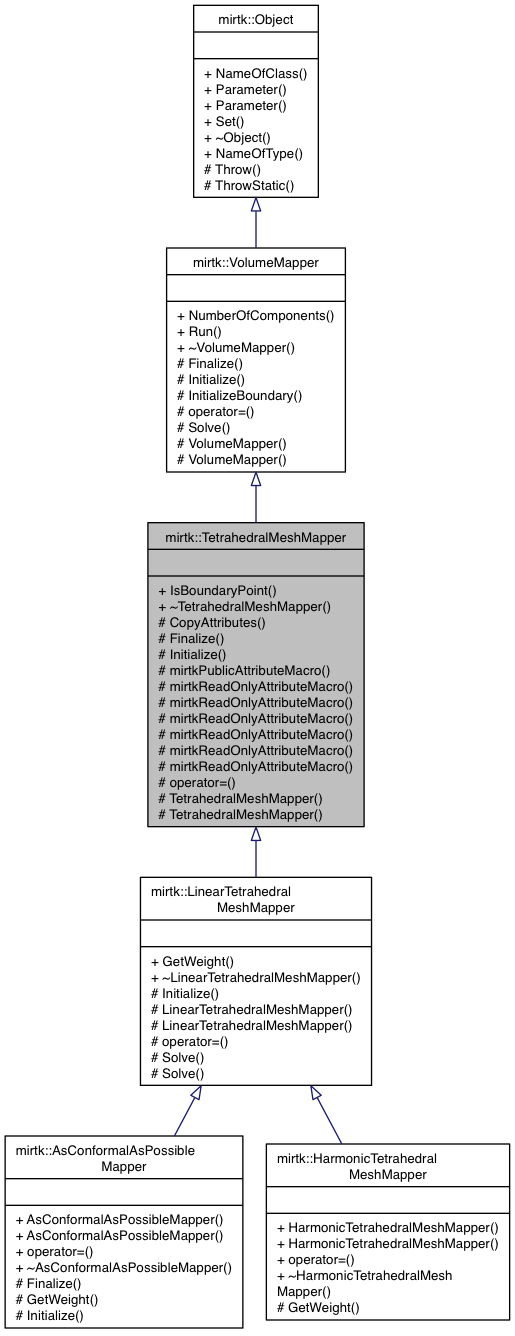 mirtk::Object
+ NameOfClass()
+ Parameter()
+ Parameter()
+ Set()
+ ~Object()
+ NameOfType()
# Throw()
# ThrowStatic()
mirtk::VolumeMapper
+ NumberOfComponents()
+ Run()
+ ~VolumeMapper()
# Finalize()
# Initialize()
# InitializeBoundary()
# operator=()
# Solve()
# VolumeMapper()
# VolumeMapper()
mirtk::TetrahedralMeshMapper
+ IsBoundaryPoint()
+ ~TetrahedralMeshMapper()
# CopyAttributes()
# Finalize()
# Initialize()
# mirtkPublicAttributeMacro()
# mirtkReadOnlyAttributeMacro()
# mirtkReadOnlyAttributeMacro()
# mirtkReadOnlyAttributeMacro()
# mirtkReadOnlyAttributeMacro()
# mirtkReadOnlyAttributeMacro()
# mirtkReadOnlyAttributeMacro()
# operator=()
# TetrahedralMeshMapper()
# TetrahedralMeshMapper()
mirtk::LinearTetrahedral
MeshMapper
+ GetWeight()
+ ~LinearTetrahedralMeshMapper()
# Initialize()
# LinearTetrahedralMeshMapper()
# LinearTetrahedralMeshMapper()
# operator=()
# Solve()
# Solve()
mirtk::AsConformalAsPossible
Mapper
+ AsConformalAsPossibleMapper()
+ AsConformalAsPossibleMapper()
+ operator=()
+ ~AsConformalAsPossibleMapper()
# Finalize()
# GetWeight()
# Initialize()
mirtk::HarmonicTetrahedral
MeshMapper
+ HarmonicTetrahedralMeshMapper()
+ HarmonicTetrahedralMeshMapper()
+ operator=()
+ ~HarmonicTetrahedralMesh
Mapper()
# GetWeight()